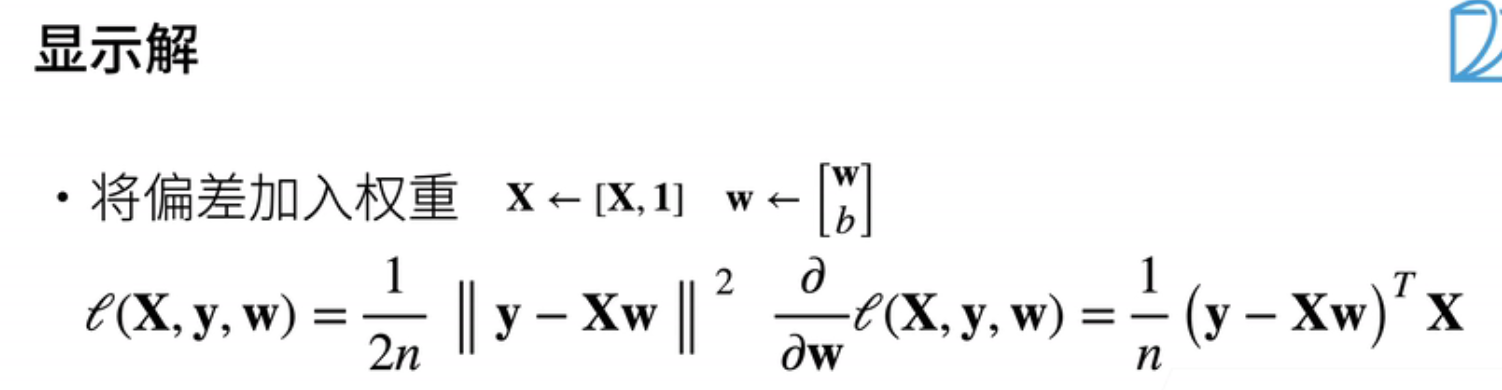 显示解
• 将偏差加入权重 X ← [X, 1] w ← [w b]
ℓ(X, y, w) = 1/2n ‖ y − Xw ‖ ² ∂/∂w ℓ(X, y, w) = 1/n (y − Xw)ᵀ X